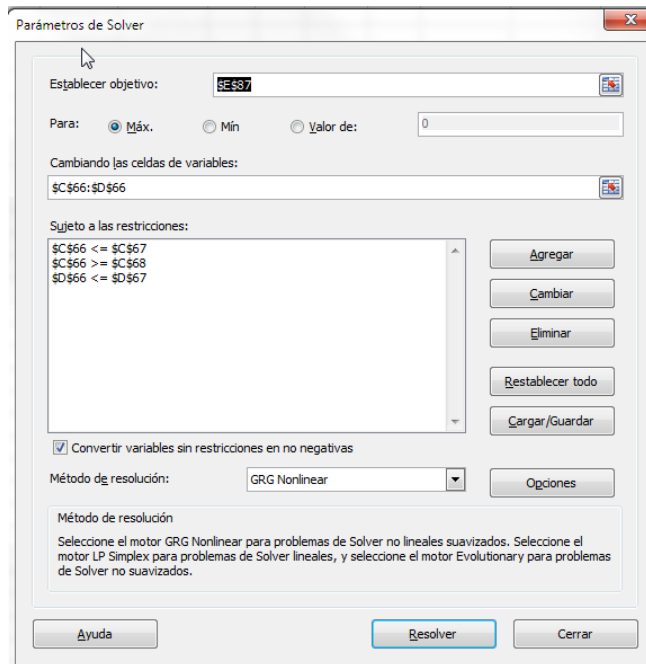 Parámetros de Solver
X
Establecer objetivo: $E$87
Para: Máx. Mín Valor de: 0
Cambiando las celdas de variables:
$C$66:$D$66
Sujeto a las restricciones:
$C$66 <= $C$67
$C$66 >= $C$68
$D$66 <= $D$67
Agregar
Cambiar
Eliminar
Restablecer todo
Cargar/Guardar
Convertir variables sin restricciones en no negativas
Método de resolución: GRG Nonlinear Opciones
Método de resolución
Seleccione el motor GRG Nonlinear para problemas de Solver no lineales suavizados. Seleccione el
motor LP Simplex para problemas de Solver lineales, y seleccione el motor Evolutionary para problemas
de Solver no suavizados.
Ayuda Resolver Cerrar